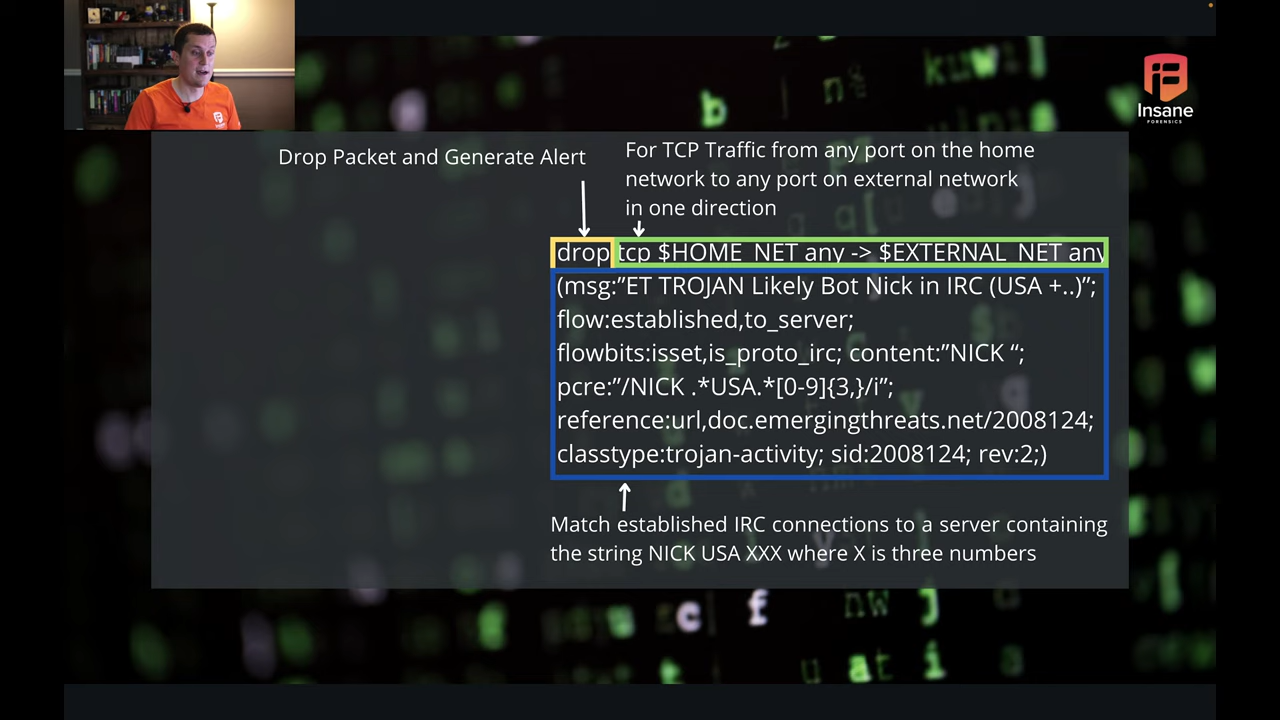 Insane
FORENSICS
Drop Packet and Generate Alert
For TCP Traffic from any port on the home
network to any port on external network
in one direction
drop tcp $HOME_NET any -> $EXTERNAL_NET any
(msg:”ET TROJAN Likely Bot Nick in IRC (USA +..)”;
flow:established,to_server;
flowbits:isset,is_proto_irc; content:”NICK “;
pcre:”/NICK .*USA.*[0-9]{3,}/i”;
reference:url,doc.emergingthreats.net/2008124;
classtype:trojan-activity; sid:2008124; rev:2;)
Match established IRC connections to a server containing
the string NICK USA XXX where X is three numbers